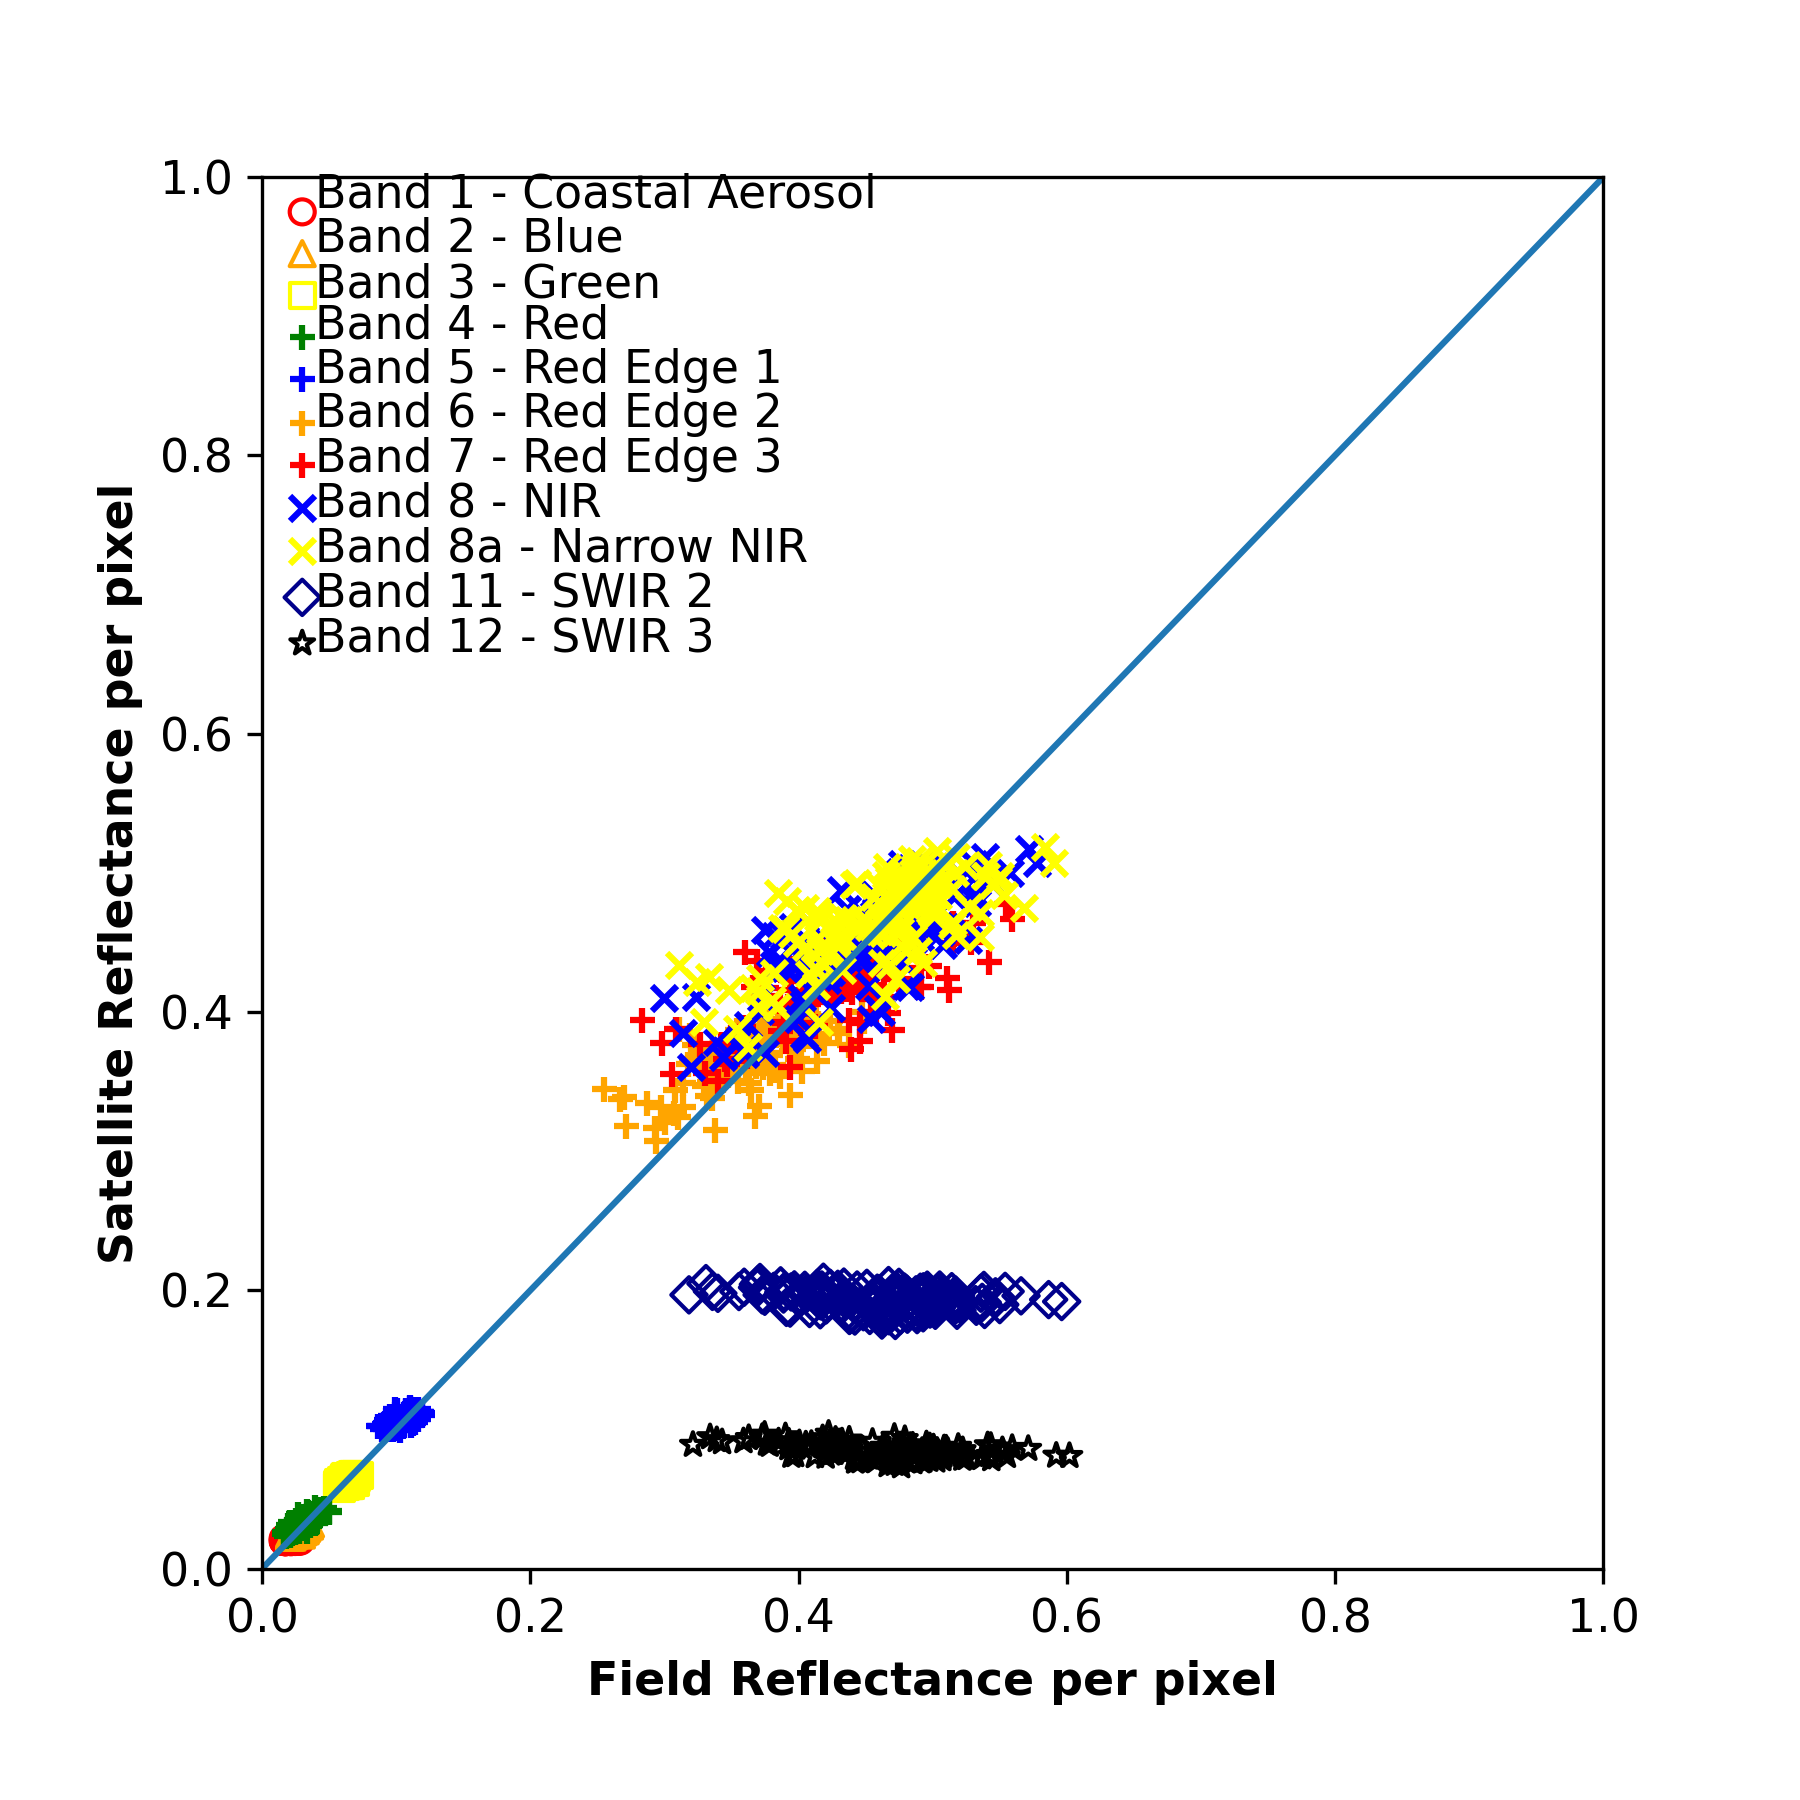 1.0
Band 1 - Coastal Aerosol
Band 2 - Blue
Band 3 - Green
Band 4 - Red
Band 5 - Red Edge 1
Band 6 - Red Edge 2
Band 7 - Red Edge 3
Band 8 - NIR
Band 8a - Narrow NIR
Band 11 - SWIR 2
Band 12 - SWIR 3
0.8
0.6
0.4
0.2
0.0
Satellite Reflectance per pixel
0.0 0.2 0.4 0.6 0.8 1.0
Field Reflectance per pixel